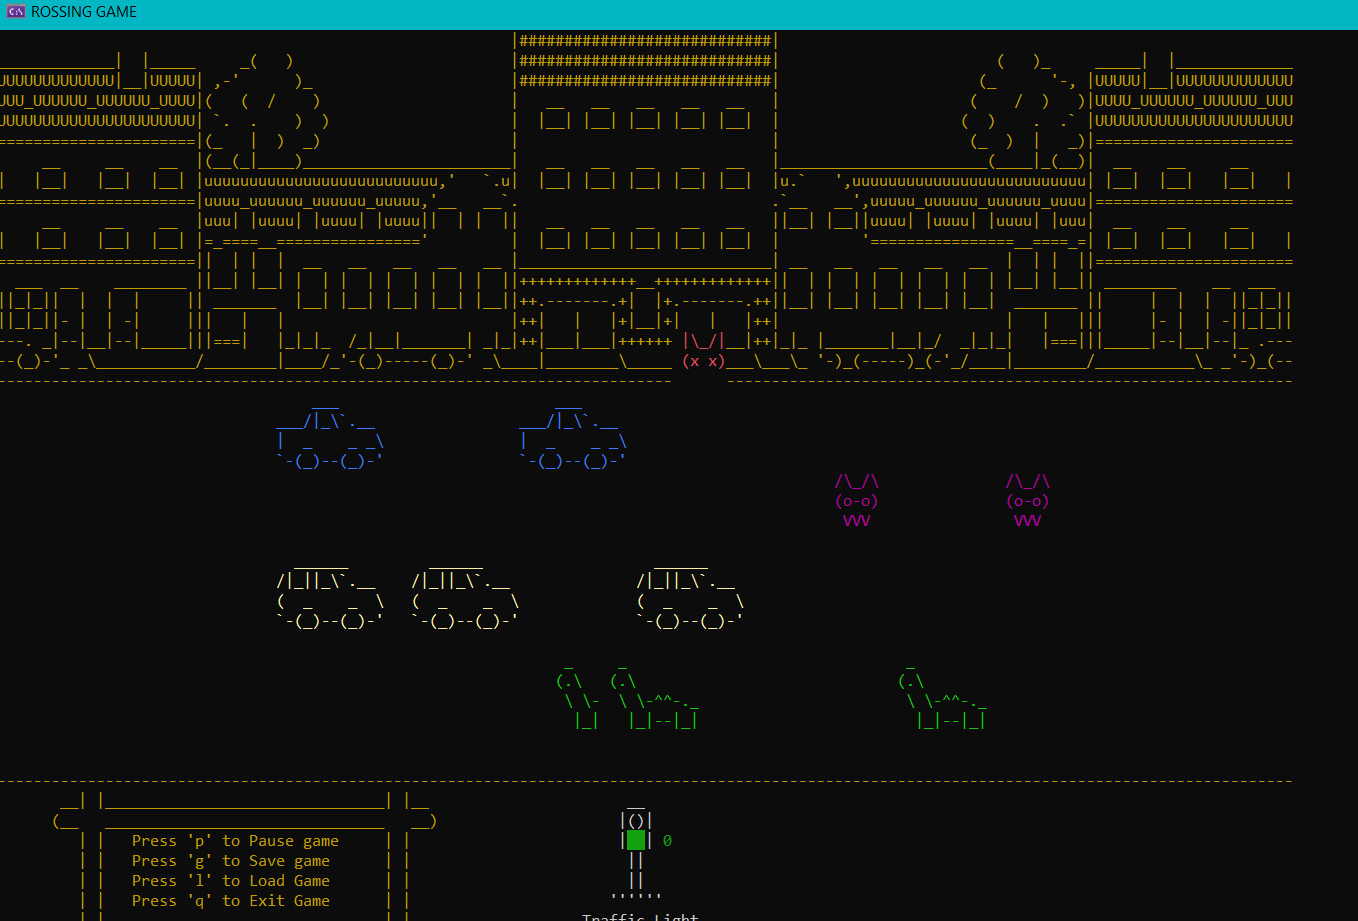 ROSSING GAME
Press 'p' to Pause game
Press 'g' to Save game
0
Press 'l' to Load Game
Press 'q' to Exit Game
Traffic Light